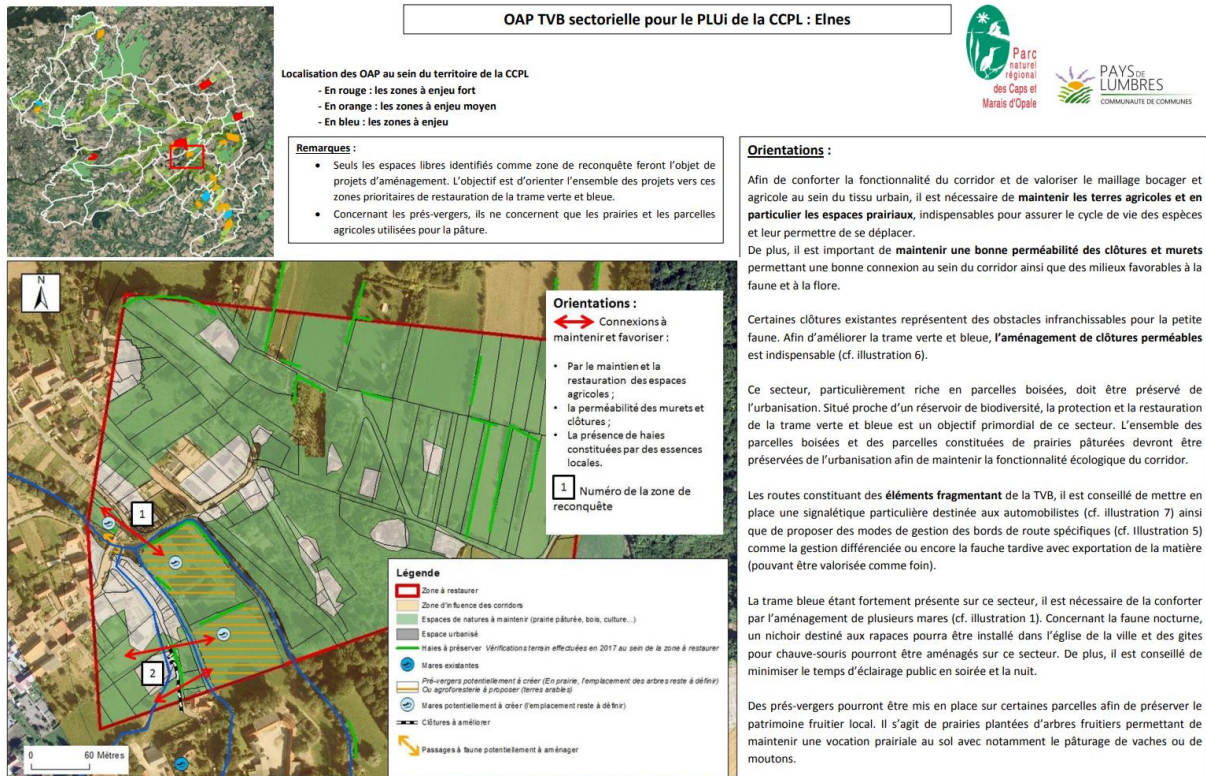 OAP TVB sectorielle pour le PLUi de la CCPL : Elnes
Parc
naturel
régional
des Caps et
Marais d'Opale
PAYS DE
LUMBRES
COMMUNAUTE DE COMMUNES
Localisation des OAP au sein du territoire de la CCPL
- En rouge : les zones à enjeu fort
- En orange : les zones à enjeu moyen
- En bleu : les zones à enjeu
Remarques :
• Seuls les espaces libres identifiés comme zone de reconquête feront l'objet de
projets d'aménagement. L'objectif est d'orienter l'ensemble des projets vers ces
zones prioritaires de restauration de la trame verte et bleue.
• Concernant les prés-vergers, ils ne concernent que les prairies et les parcelles
agricoles utilisées pour la pâture.
N
Orientations :
Connexions à
maintenir et favoriser :
• Par le maintien et la
restauration des espaces
agricoles ;
• la perméabilité des murets et
clôtures ;
• La présence de haies
constituées par des essences
locales.
1 Numéro de la zone de
reconquête
1
2
0 60 Mètres
Légende
Zone à restaurer
Zone d'influence des corridors
Espaces de natures à maintenir (prairie pâturée, bois, culture...)
Espace urbanisé
Haies à préserver Vérifications terrain effectuées en 2017 au sein de la zone à restaurer
Mares existantes
Pré-vergers potentiellement à créer (En prairie, l'emplacement des arbres reste à définir)
Ou agroforesterie à proposer (terres arables)
Mares potentiellement à créer (l'emplacement reste à définir)
Clôtures à améliorer
Passages à faune potentiellement à aménager
Orientations :
Afin de conforter la fonctionnalité du corridor et de valoriser le maillage bocager et
agricole au sein du tissu urbain, il est nécessaire de maintenir les terres agricoles et en
particulier les espaces prairiaux, indispensables pour assurer le cycle de vie des espèces
et leur permettre de se déplacer.
De plus, il est important de maintenir une bonne perméabilité des clôtures et murets
permettant une bonne connexion au sein du corridor ainsi que des milieux favorables à la
faune et à la flore.
Certaines clôtures existantes représentent des obstacles infranchissables pour la petite
faune. Afin d'améliorer la trame verte et bleue, l'aménagement de clôtures perméables
est indispensable (cf. illustration 6).
Ce secteur, particulièrement riche en parcelles boisées, doit être préservé de
l'urbanisation. Situé proche d'un réservoir de biodiversité, la protection et la restauration
de la trame verte et bleue est un objectif primordial de ce secteur. L'ensemble des
parcelles boisées et des parcelles constituées de prairies pâturées devront être
préservées de l'urbanisation afin de maintenir la fonctionnalité écologique du corridor.
Les routes constituant des éléments fragmentant de la TVB, il est conseillé de mettre en
place une signalétique particulière destinée aux automobilistes (cf. illustration 7) ainsi
que de proposer des modes de gestion des bords de route spécifiques (cf. Illustration 5)
comme la gestion différenciée ou encore la fauche tardive avec exportation de la matière
(pouvant être valorisée comme foin).
La trame bleue étant fortement présente sur ce secteur, il est nécessaire de la conforter
par l'aménagement de plusieurs mares (cf. illustration 1). Concernant la faune nocturne,
un nichoir destiné aux rapaces pourra être installé dans l'église de la ville et des gites
pour chauve-souris pourront être aménagés sur ce secteur. De plus, il est conseillé de
minimiser le temps d'éclairage public en soirée et la nuit.
Des prés-vergers pourront être mis en place sur certaines parcelles afin de préserver le
patrimoine fruitier local. Il s'agit de prairies plantées d'arbres fruitiers permettant de
maintenir une vocation prairiale au sol avec notamment le pâturage de vaches ou de
moutons.